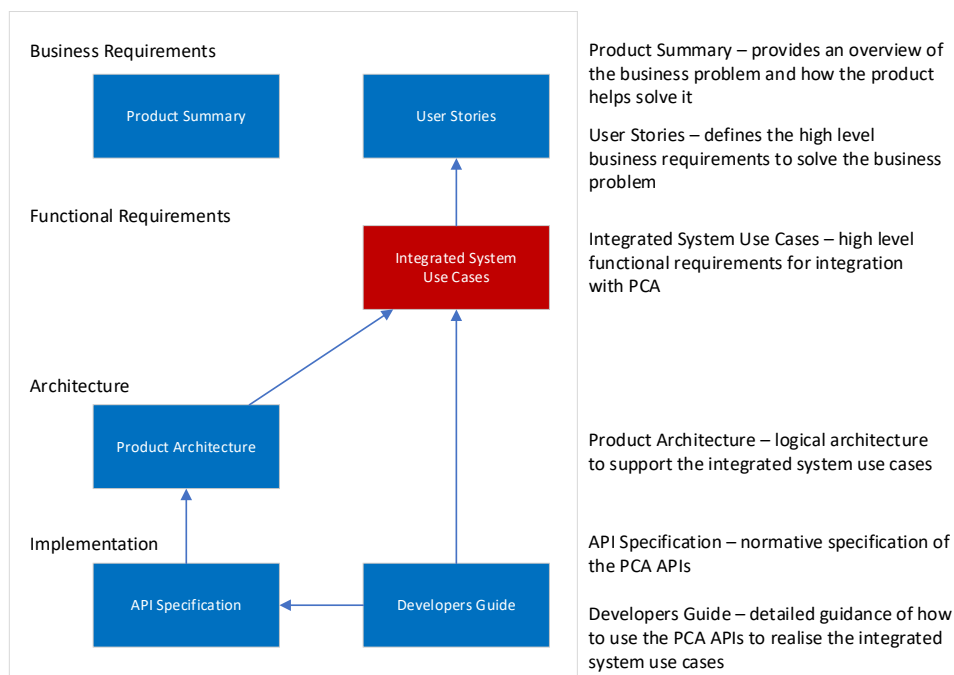 Business Requirements
Product Summary
User Stories
Functional Requirements
Integrated System
Use Cases
Architecture
Product Architecture
Implementation
API Specification
Developers Guide
Product Summary – provides an overview of
the business problem and how the product
helps solve it
User Stories – defines the high level
business requirements to solve the business
problem
Integrated System Use Cases – high level
functional requirements for integration
with PCA
Product Architecture – logical architecture
to support the integrated system use cases
API Specification – normative specification of
the PCA APIs
Developers Guide – detailed guidance of how
to use the PCA APIs to realise the integrated
system use cases